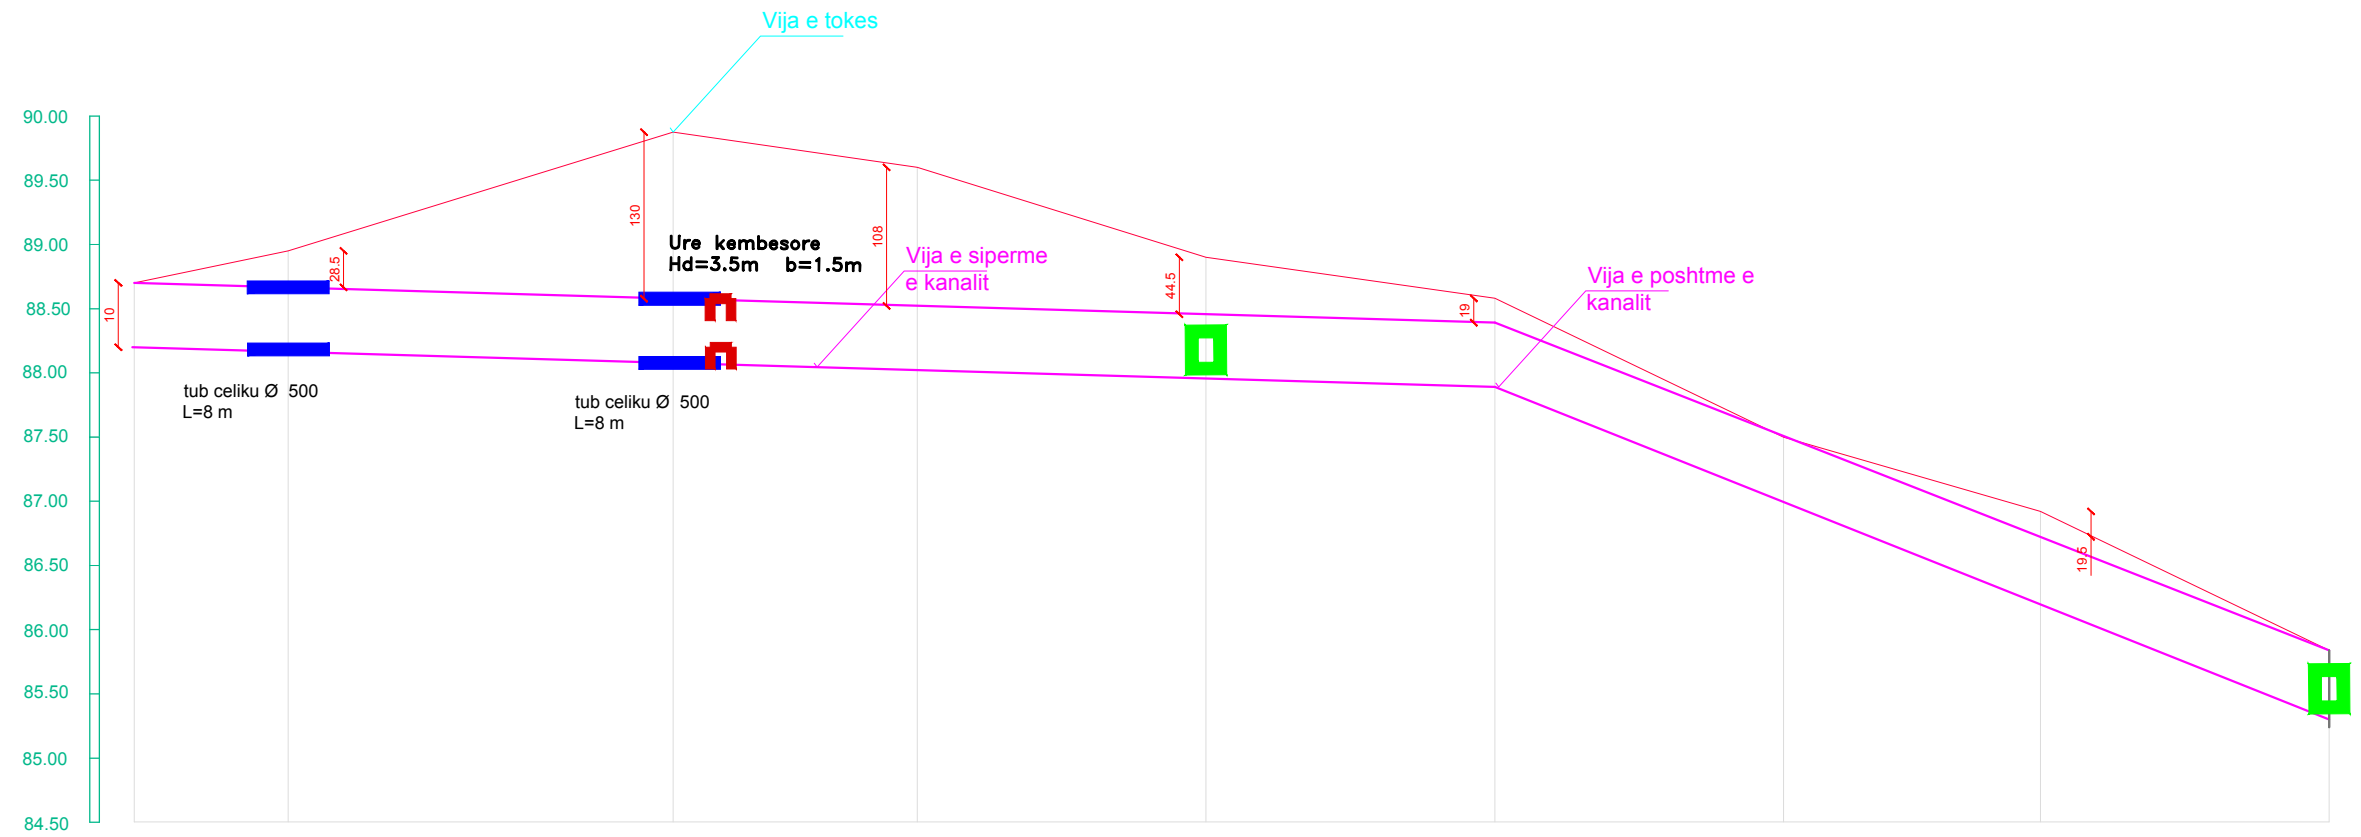 Vija e tokes
90.00
89.50
89.00
88.50
88.00
87.50
87.00
86.50
86.00
85.50
85.00
84.50
10
28.5
130
Ure kembesore
Hd=3.5m b=1.5m
108
Vija e siperme
e kanalit
44.5
19
Vija e poshtme e
kanalit
19.5
tub celiku Ø 500
L=8 m
tub celiku Ø 500
L=8 m